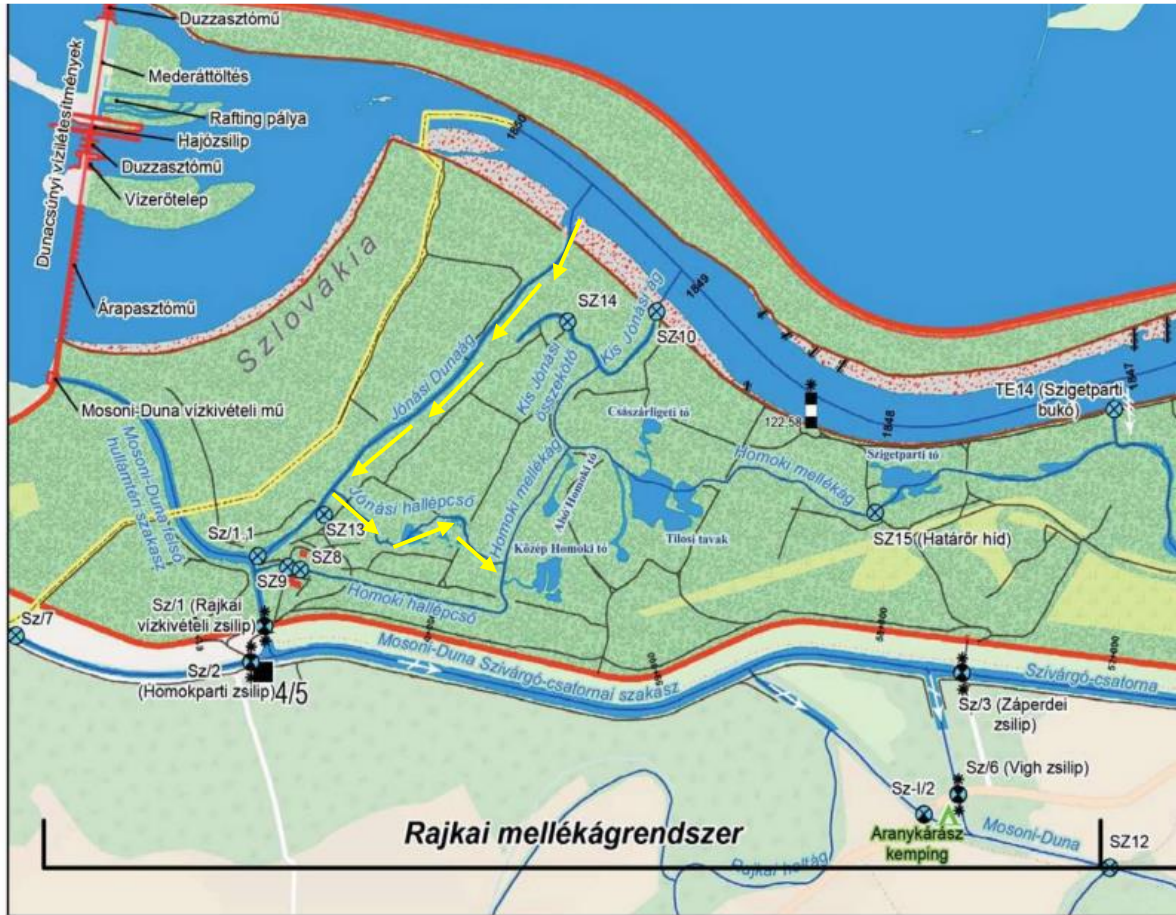 Duzzasztómű
Mederáttöltés
Rafting pálya
Hajózsilip
Duzzasztómű
Vízerőtelep
Dunacsúnyi vízilétesítmények
Árapasztómű
Szlovákia
1850
1849
1848
1847
SZ14
SZ10
Kis Jónási ág
Kis Jónási
összekötő
Jónási Dunaág
TE14 (Szigetparti
bukó)
122,58
Császárligeti tó
Szigetparti tó
Mosoni-Duna vízkivételi mű
Mosoni-Duna felső
hullámtéri szakasz
Homoki mellékág
Homoki mellékág
Jónási hallépcső
Alsó Homoki tó
SZ13
Tilosi tavak
SZ15 (Határőr híd)
Sz/1,1
SZ8
Közép Homoki tó
SZ9
Homoki hallépcső
Sz/1 (Rajkai
vízkivételi zsilip)
Sz/7
Sz/2
(Homokparti zsilip)
4/5
Mosoni-Duna Szivárgó-csatornai szakasz
Szivárgó-csatorna
Sz/3 (Záperdei
zsilip)
Sz/6 (Vigh zsilip)
Sz-I/2
Aranykárász
kemping
Mosoni-Duna
SZ12
Rajkai mellékágrendszer
Rajkai holtág